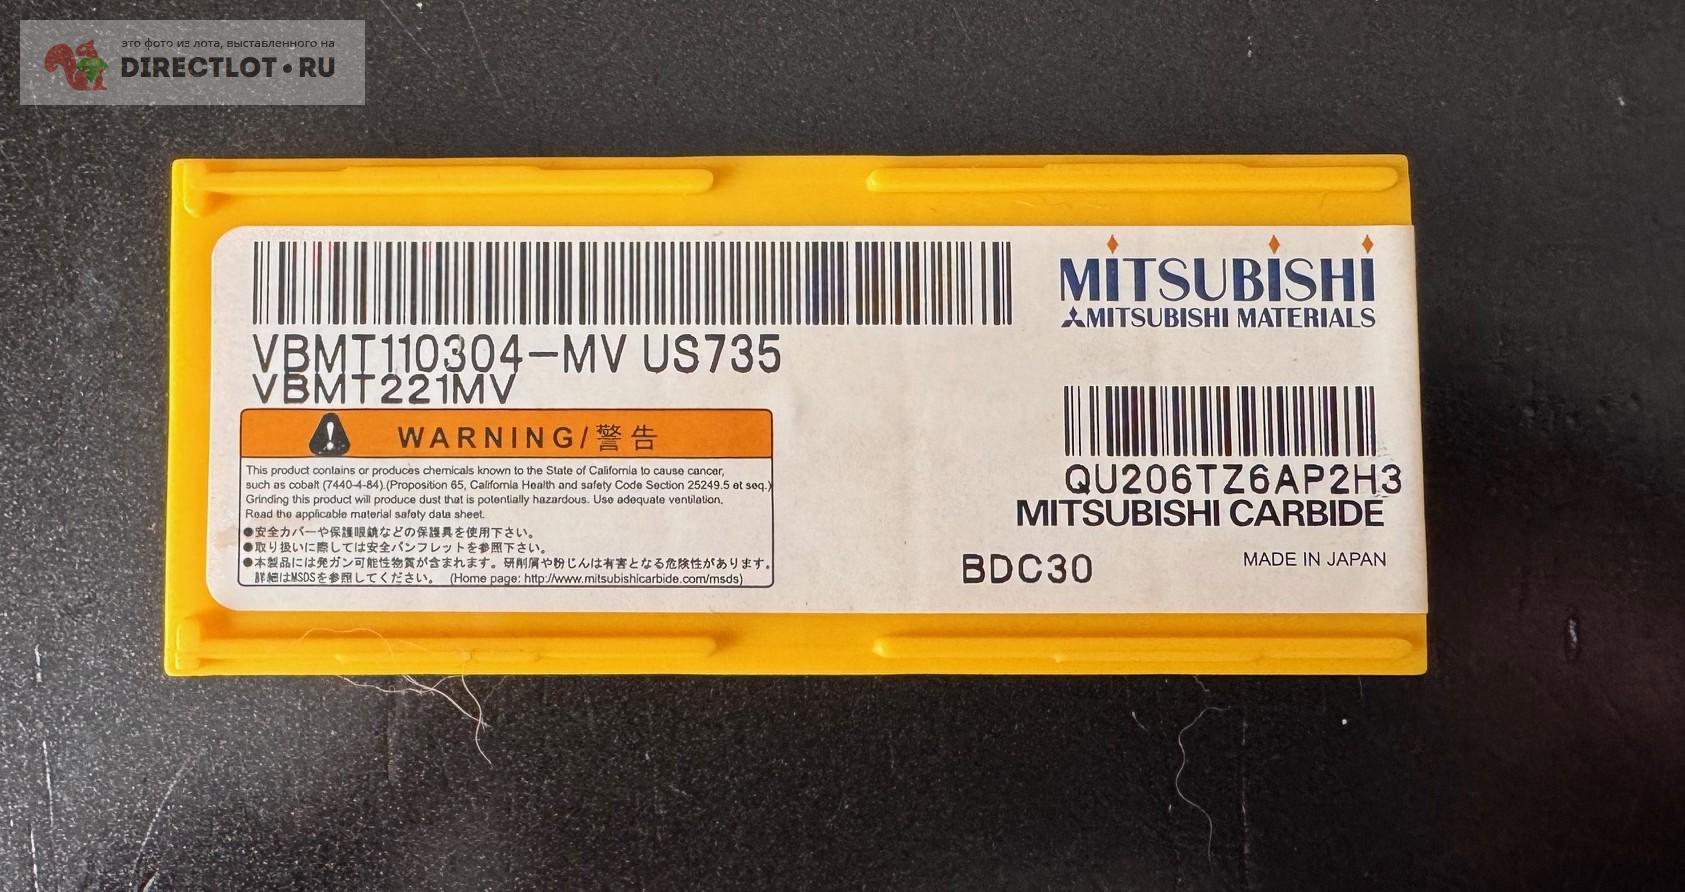 это фото из лота, выставленного на
DIRECTLOT•RU
MITSUBISHI
MITSUBISHI MATERIALS
VBMT110304-MV US735
VBMT221MV
WARNING/警告
This product contains or produces chemicals known to the State of California to cause cancer,
such as cobalt (7440-4-84).(Proposition 65, California Health and safety Code Section 25249.5 et seq.)
Grinding this product will produce dust that is potentially hazardous. Use adequate ventilation.
Read the applicable material safety data sheet.
●安全カバーや保護眼鏡などの保護具を使用下さい。
●取り扱いに際しては安全パンフレットを参照下さい。
●本製品には発ガン可能性物質が含まれます。研削屑や粉じんは有害となる危険性があります。
詳細はMSDSを参照してください。 (Home page: http://www.mitsubishicarbide.com/msds)
QU206TZ6AP2H3
MITSUBISHI CARBIDE
MADE IN JAPAN
BDC30